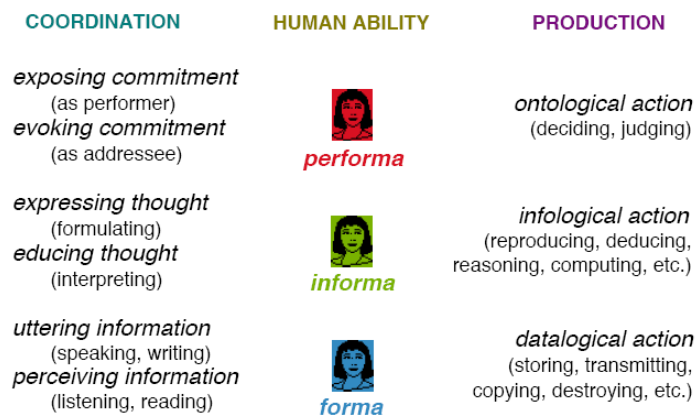 COORDINATION
HUMAN ABILITY
PRODUCTION
exposing commitment
(as performer)
evoking commitment
(as addressee)
performa
ontological action
(deciding, judging)
expressing thought
(formulating)
educing thought
(interpreting)
informa
infological action
(reproducing, deducing,
reasoning, computing, etc.)
uttering information
(speaking, writing)
perceiving information
(listening, reading)
forma
datalogical action
(storing, transmitting,
copying, destroying, etc.)